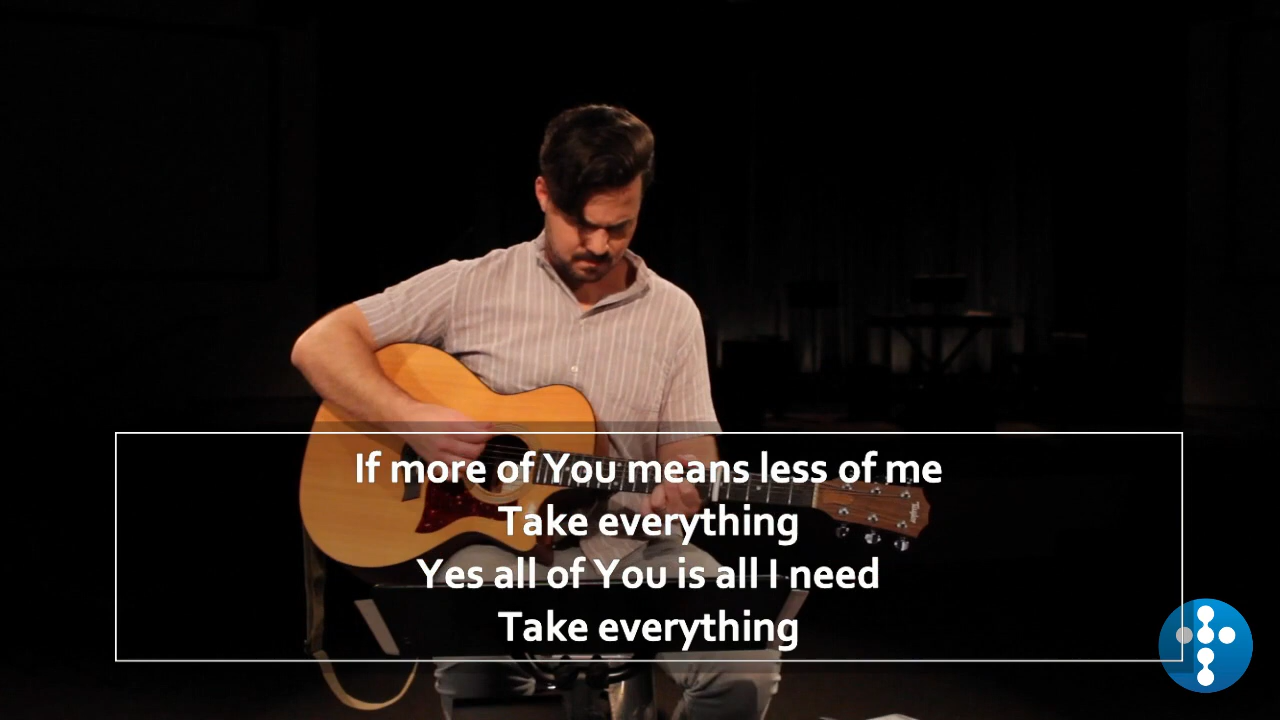 If more of You means less of me
Take everything
Yes all of You is all I need
Take everything
Taylor